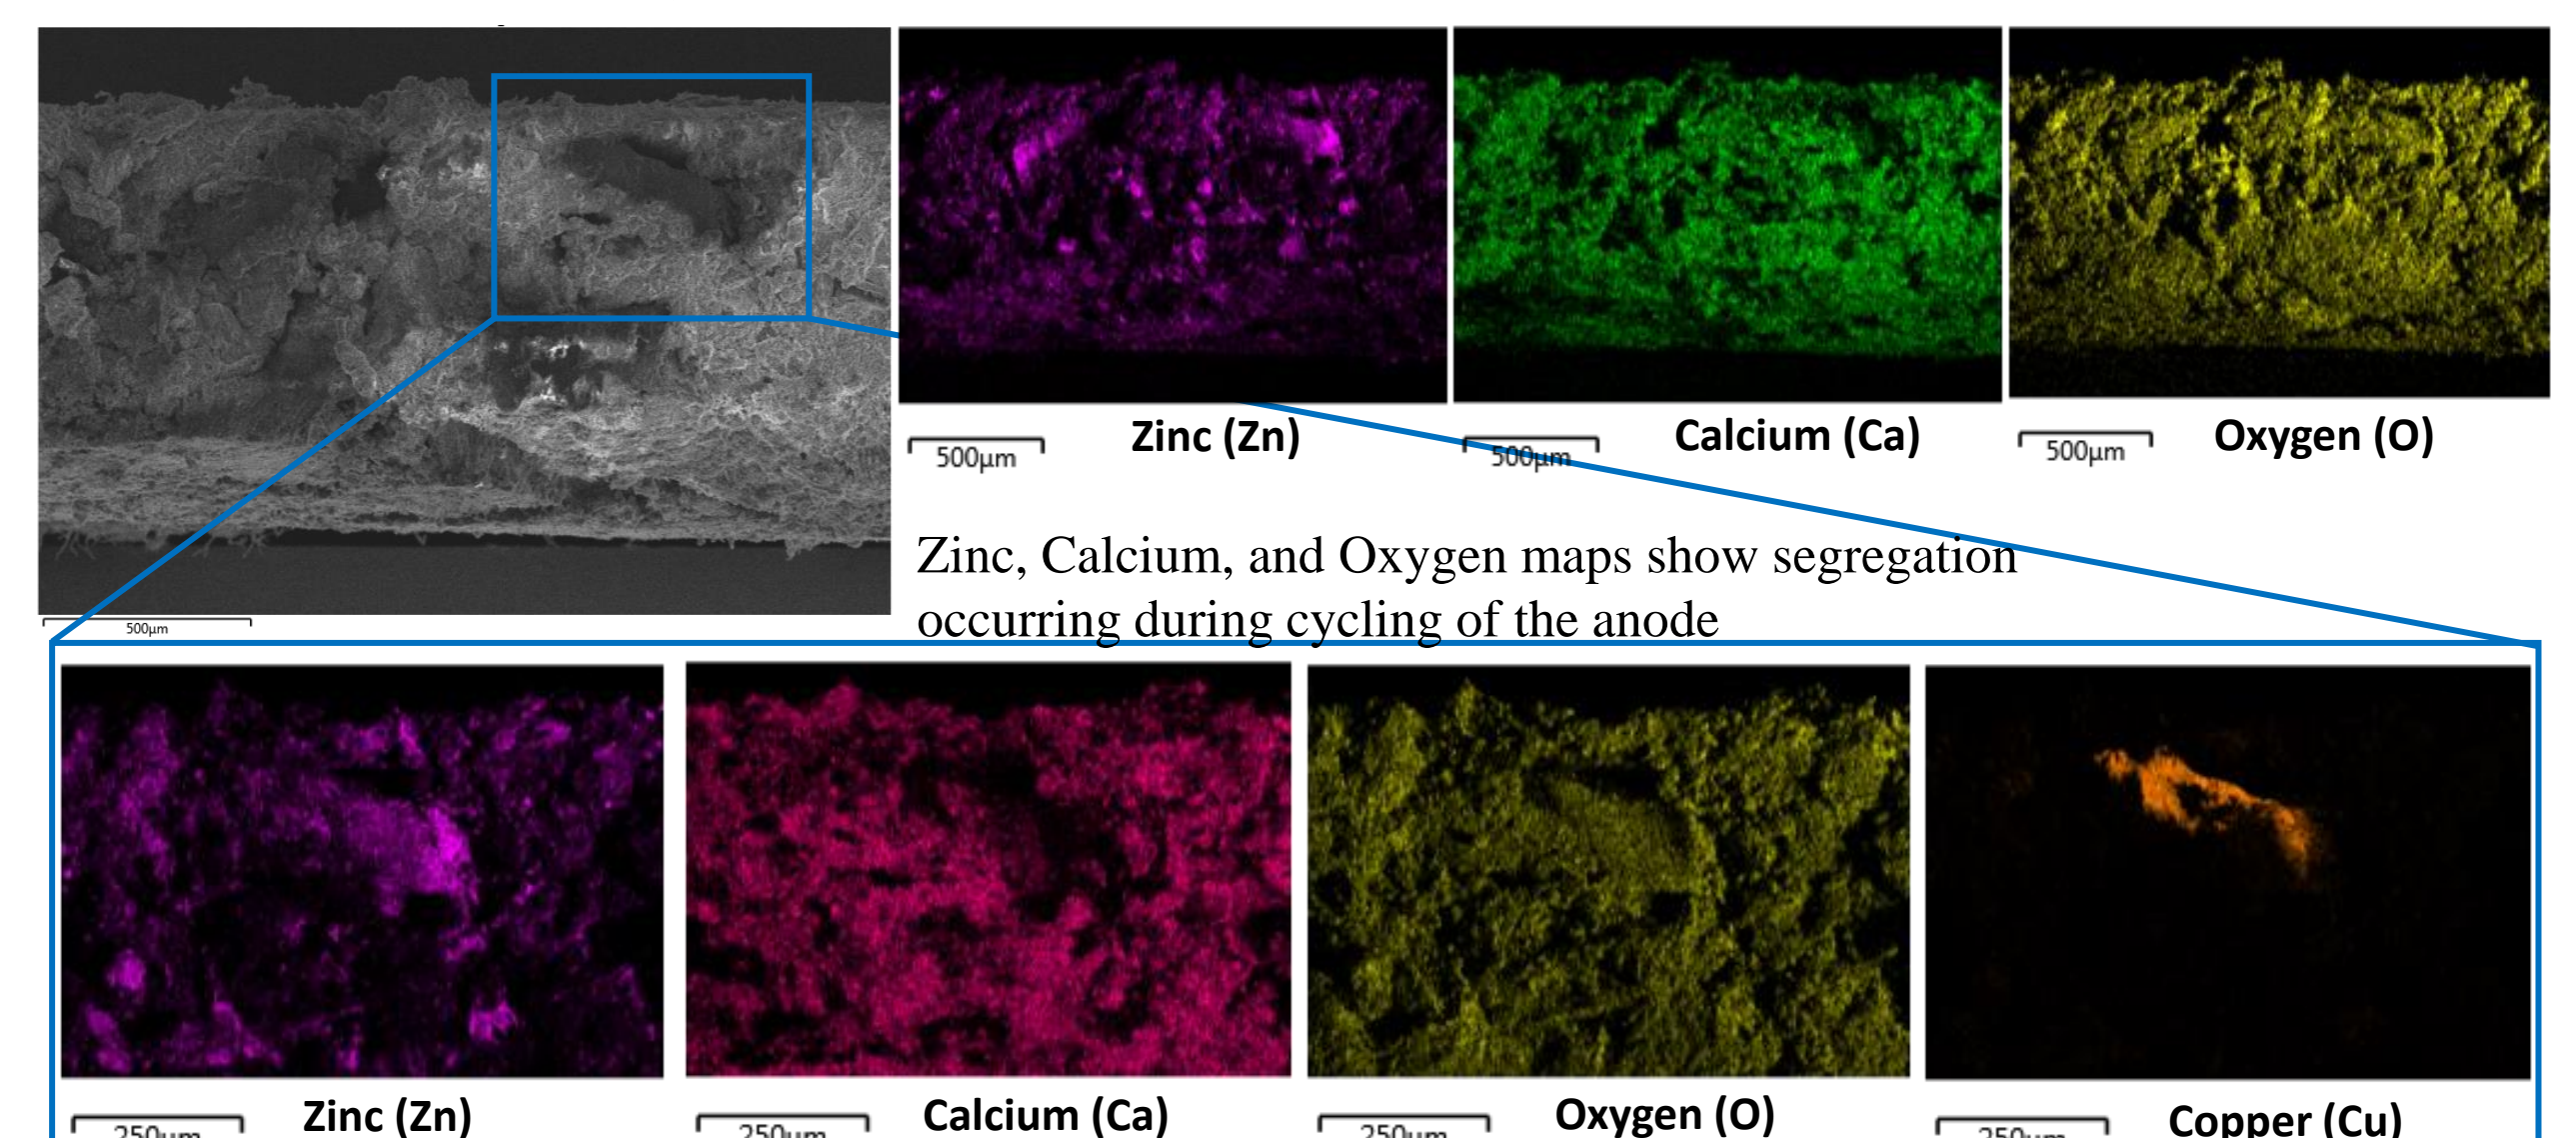 Zinc (Zn)
Calcium (Ca)
Oxygen (O)
500µm
500µm
500µm
Zinc, Calcium, and Oxygen maps show segregation
occurring during cycling of the anode
500µm
Zinc (Zn)
Calcium (Ca)
Oxygen (O)
Copper (Cu)
250µm
250µm
250µm
250µm